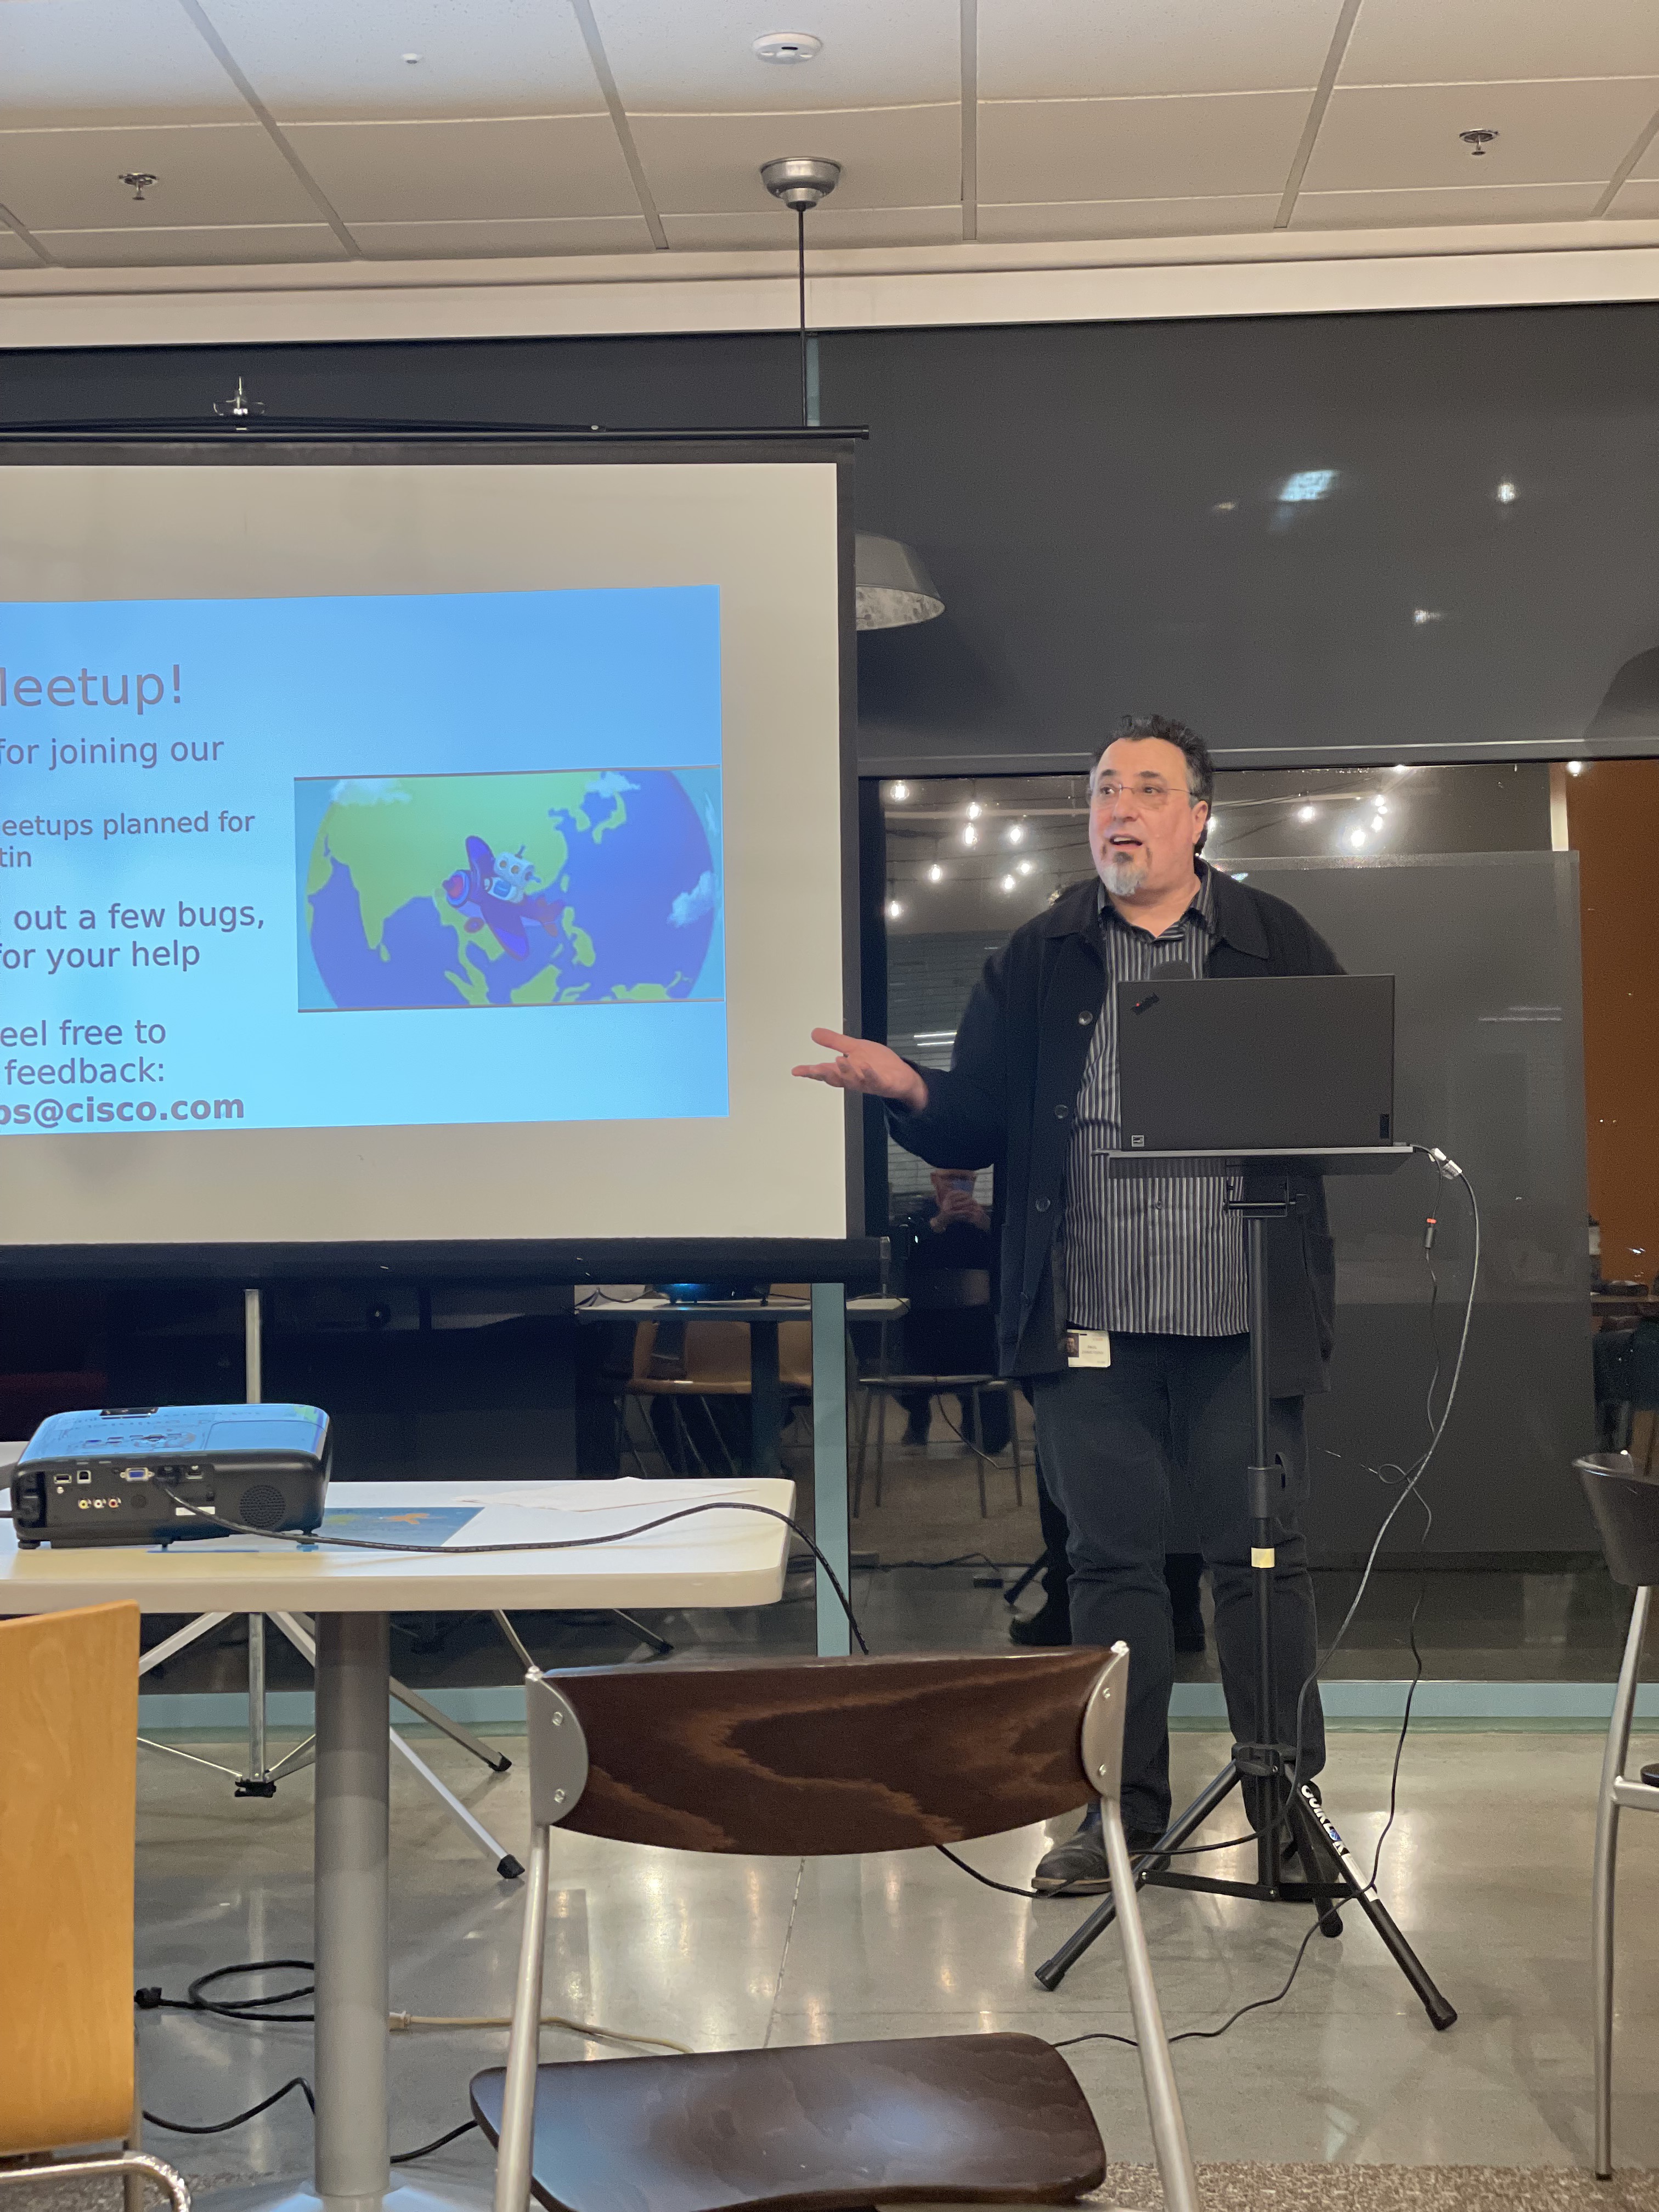 leetup!
for joining our
eetups planned for
tin
out a few bugs,
for your help
eel free to
feedback:
ps@cisco.com